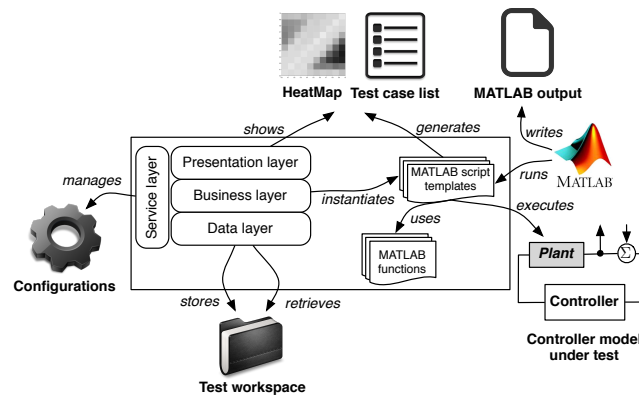 HeatMap
Test case list
MATLAB output
shows
generates
writes
Service layer
Presentation layer
Business layer
Data layer
MATLAB script
templates
MATLAB
runs
manages
instantiates
executes
uses
MATLAB
functions
Plant
Σ
Configurations
Controller
stores
retrieves
Controller model
under test
Test workspace